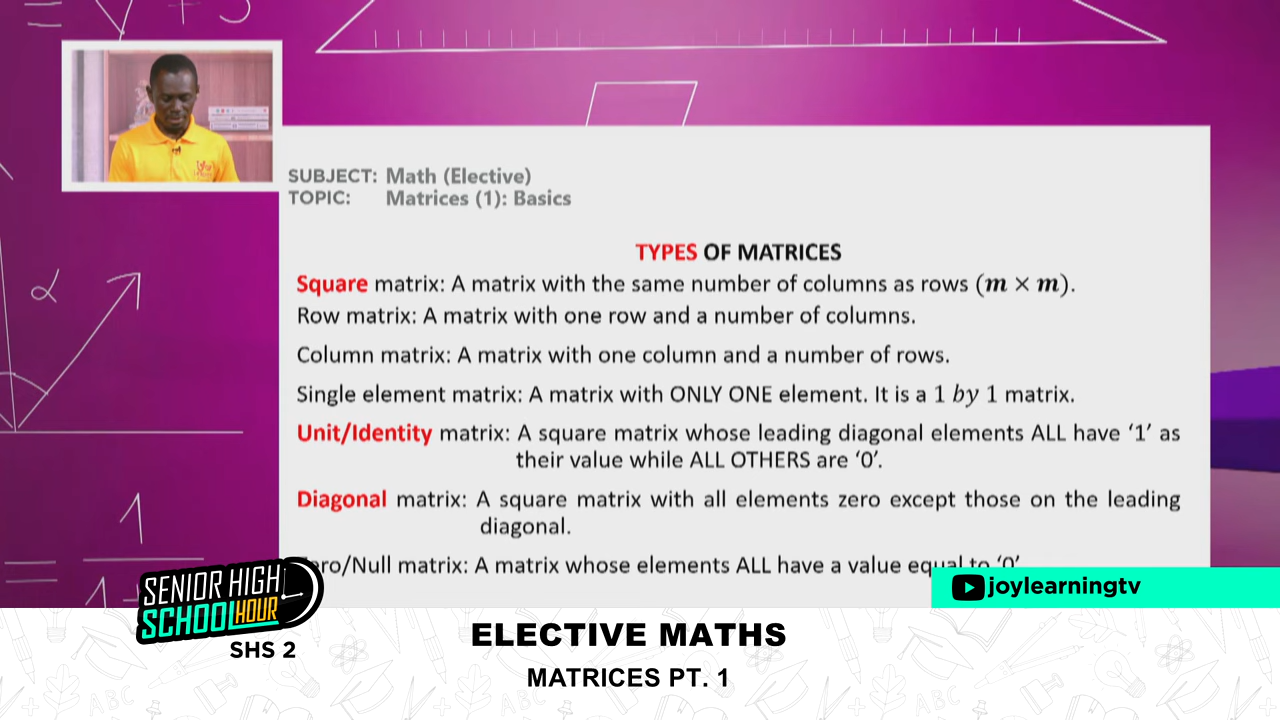 SUBJECT: Math (Elective)
TOPIC: Matrices (1): Basics
TYPES OF MATRICES
Square matrix: A matrix with the same number of columns as rows (m × m).
Row matrix: A matrix with one row and a number of columns.
Column matrix: A matrix with one column and a number of rows.
Single element matrix: A matrix with ONLY ONE element. It is a 1 by 1 matrix.
Unit/Identity matrix: A square matrix whose leading diagonal elements ALL have ‘1’ as
their value while ALL OTHERS are ‘0’.
Diagonal matrix: A square matrix with all elements zero except those on the leading
diagonal.
matrix: A matrix whose elements ALL have a value equal to ‘0’
joylearningtv
SENIOR HIGH
SCHOOL HOUR
SHS 2
ELECTIVE MATHS
MATRICES PT. 1
α
1
ABC